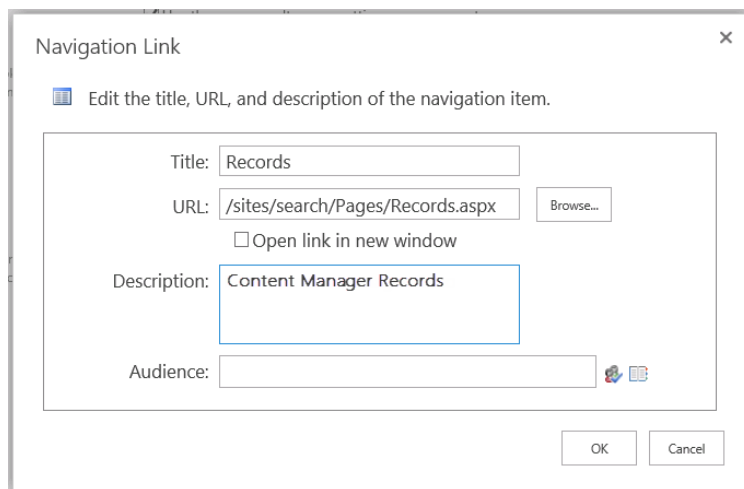 Navigation Link
Edit the title, URL, and description of the navigation item.
Title: Records
URL: /sites/search/Pages/Records.aspx Browse...
Open link in new window
Description: Content Manager Records
Audience:
OK Cancel